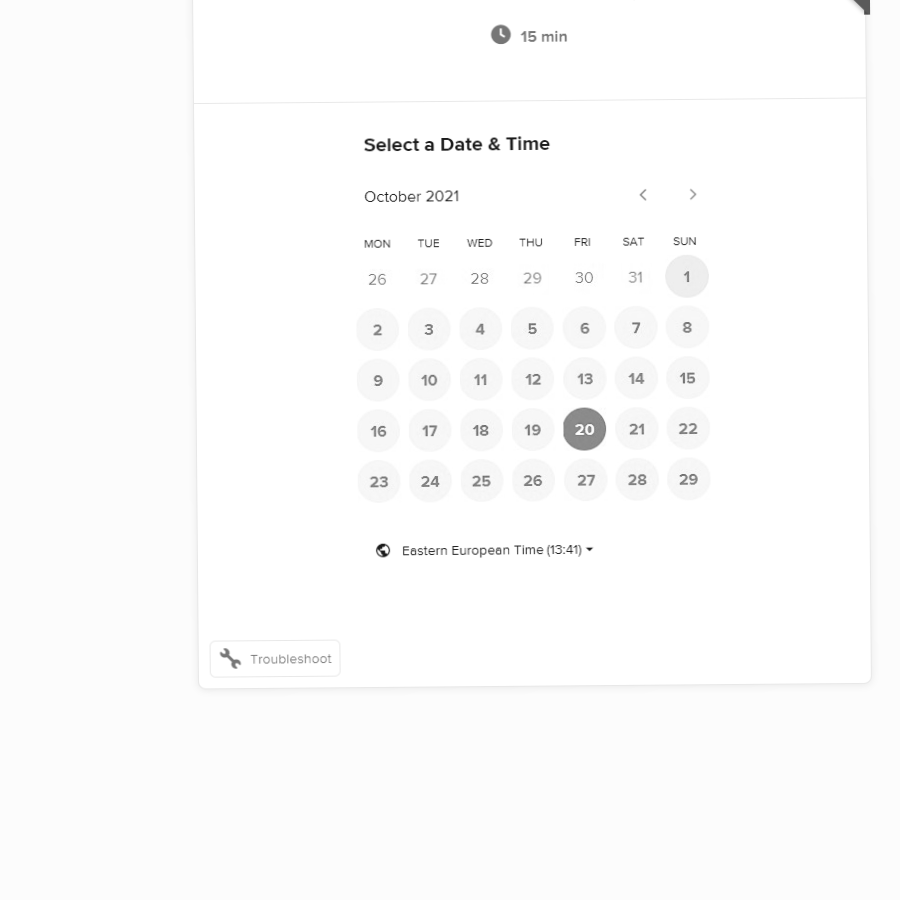 15 min
Select a Date & Time
October 2021
MON TUE WED THU FRI SAT SUN
26 27 28 29 30 31 1
2 3 4 5 6 7 8
9 10 11 12 13 14 15
16 17 18 19 20 21 22
23 24 25 26 27 28 29
Eastern European Time (13:41)
Troubleshoot